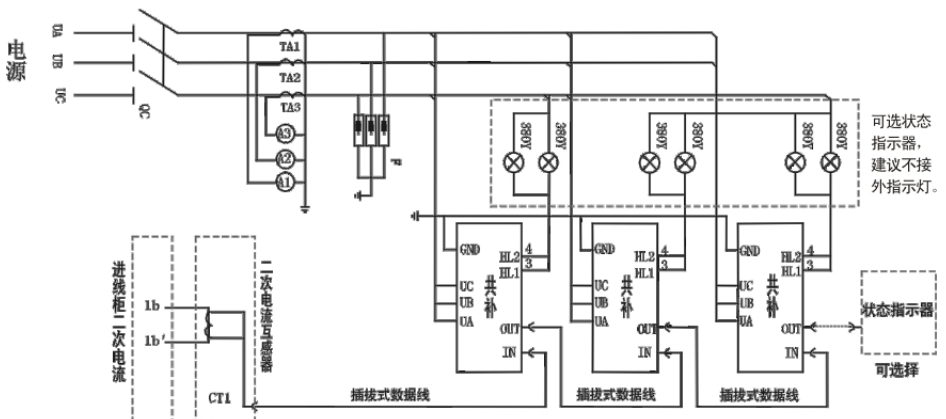 电源
UA
UB
UC
QC
TA1
TA2
TA3
A3
A2
A1
F
380V
380V
380V
380V
380V
380V
可选状态
指示器，
建议不接
外指示灯。
GND
HL2
HL1
4
3
UC
UB
UA
共补
OUT
IN
GND
HL2
HL1
4
3
UC
UB
UA
共补
OUT
IN
GND
HL2
HL1
4
3
UC
UB
UA
共补
OUT
IN
状态指示器
可选择
进线柜二次电流
1b
1b'
CT1
二次电流互感器
插拔式数据线
插拔式数据线
插拔式数据线